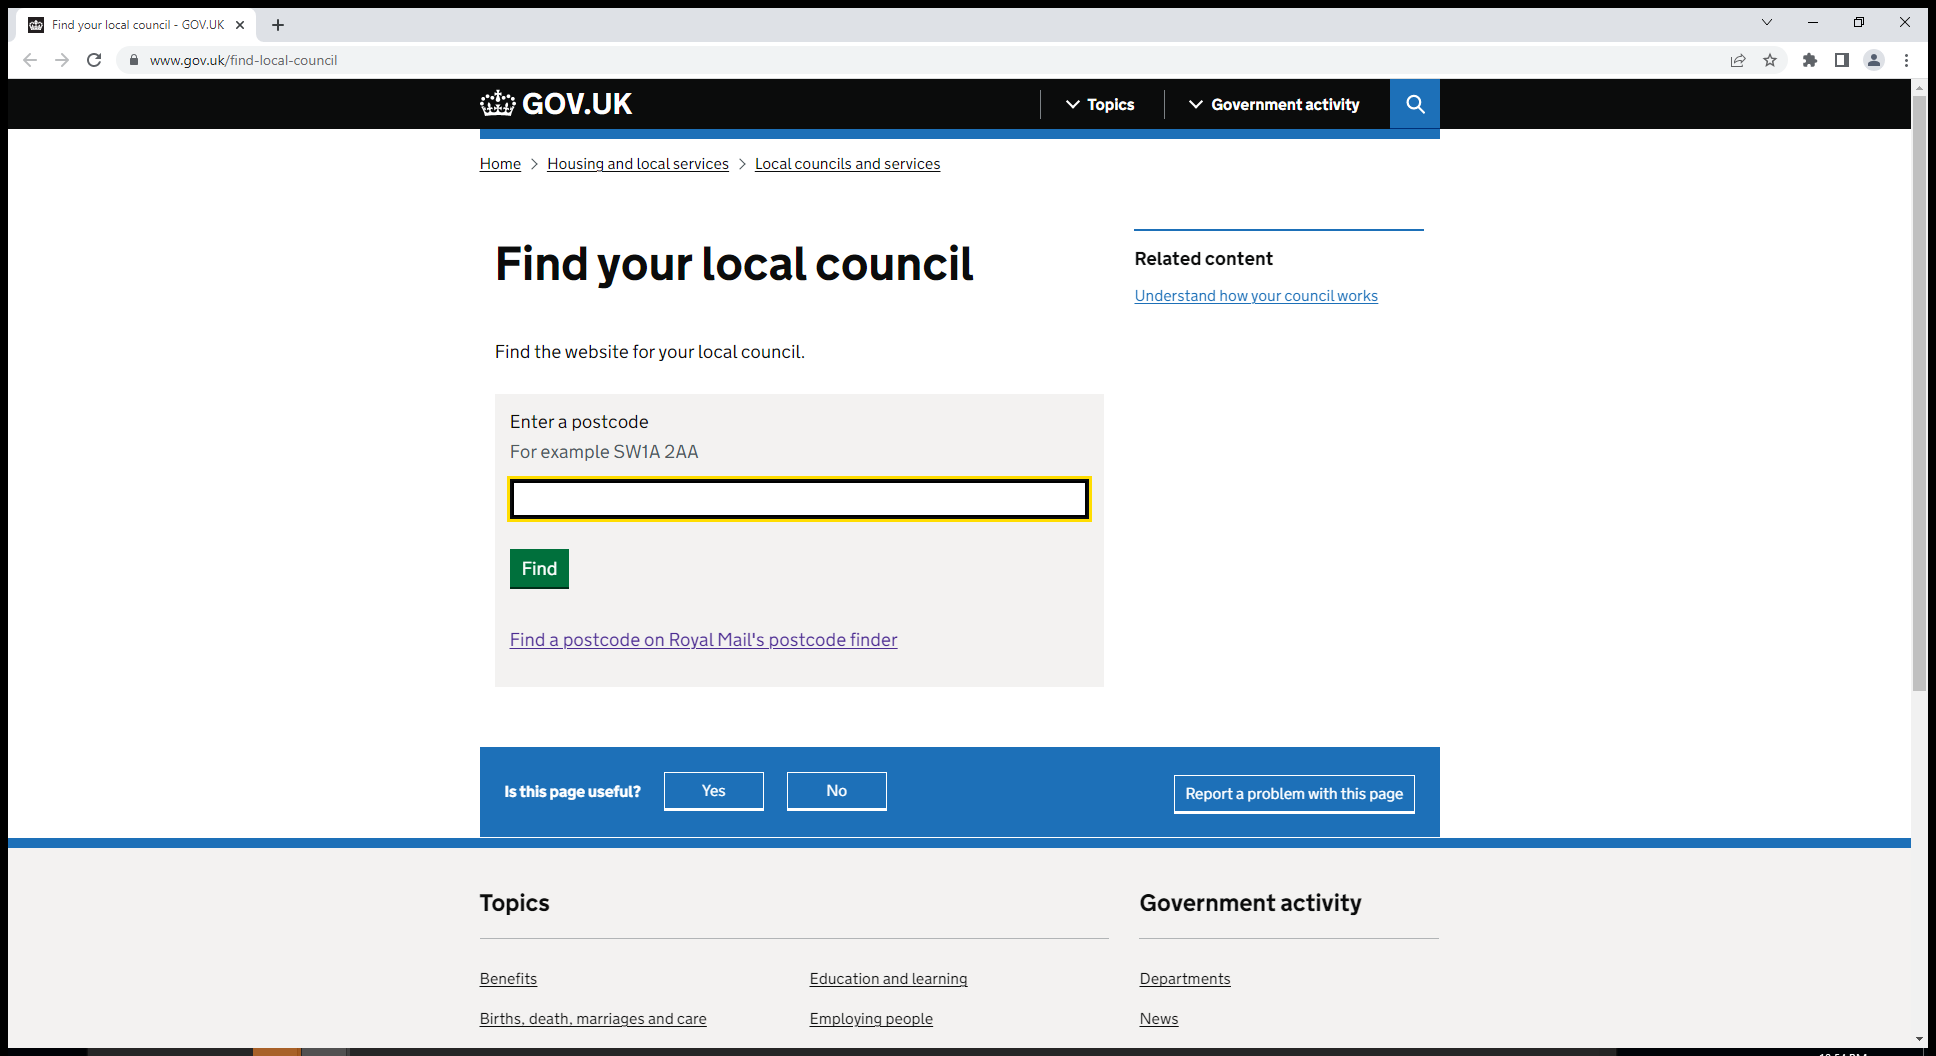 Find your local council - GOV.UK
www.gov.uk/find-local-council
GOV.UK
Topics
Government activity
Home > Housing and local services > Local councils and services
Find your local council
Related content
Understand how your council works
Find the website for your local council.
Enter a postcode
For example SW1A 2AA
Find
Find a postcode on Royal Mail's postcode finder
Is this page useful?
Yes
No
Report a problem with this page
Topics
Government activity
Benefits
Education and learning
Departments
Births, death, marriages and care
Employing people
News